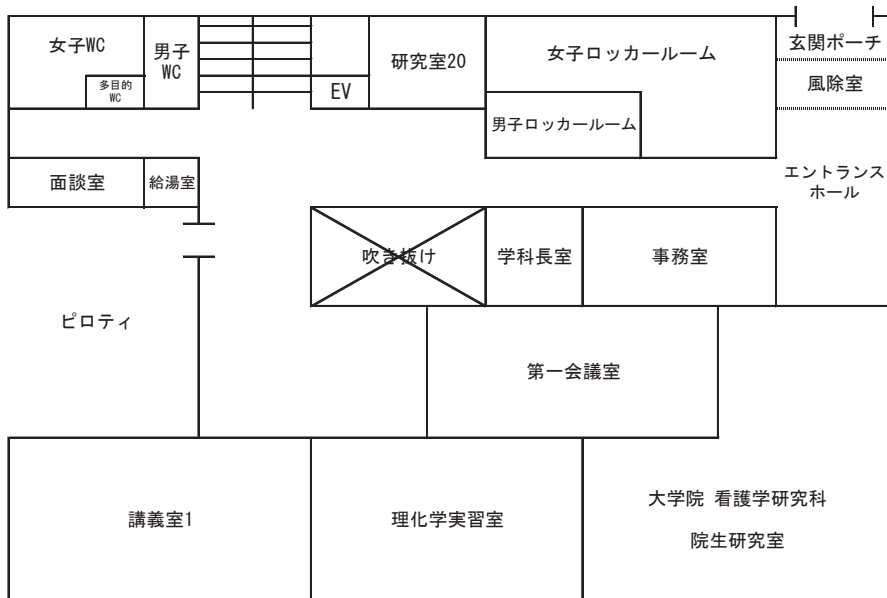 女子WC
男子
WC
多目的
WC
EV
研究室20
女子ロッカールーム
男子ロッカールーム
玄関ポーチ
風除室
エントランス
ホール
面談室
給湯室
吹き抜け
学科長室
事務室
ピロティ
第一会議室
講義室1
理化学実習室
大学院 看護学研究科
院生研究室